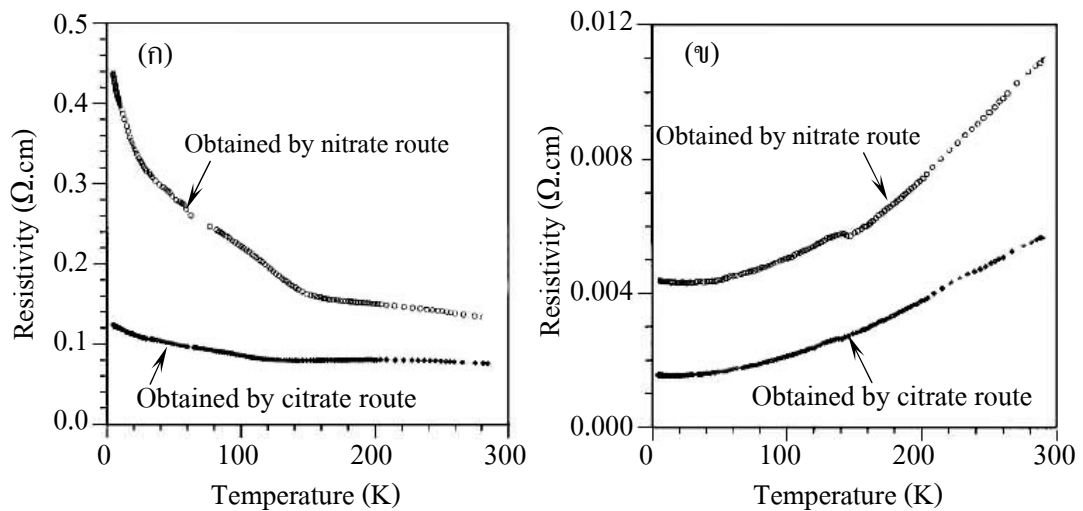 (ก)
Resistivity (Ω.cm)
0.5
0.4
0.3
0.2
0.1
0.0
Obtained by nitrate route
Obtained by citrate route
0 100 200 300
Temperature (K)
(ข)
Resistivity (Ω.cm)
0.012
0.008
0.004
0.000
Obtained by nitrate route
Obtained by citrate route
0 100 200 300
Temperature (K)